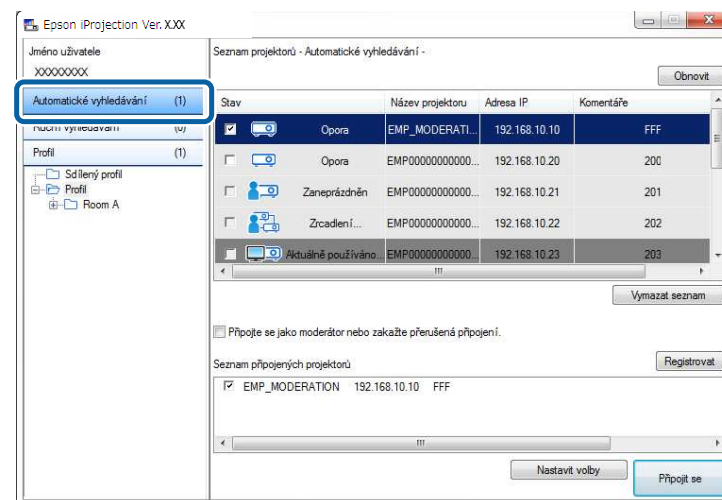 Epson iProjection Ver. X.XX
Jméno uživatele
XXXXXXXX
Automatické vyhledávání (1)
Ruční vyhledávání (0)
Profil (1)
Sdílený profil
Profil
Room A
Seznam projektorů - Automatické vyhledávání -
Obnovit
Stav Název projektoru Adresa IP Komentáře
Opora EMP_MODERATI... 192.168.10.10 FFF
Opora EMP00000000000... 192.168.10.20 200
Zaneprázdněn EMP00000000000... 192.168.10.21 201
Zrcadlení... EMP00000000000... 192.168.10.22 202
Aktuálně používáno... EMP00000000000... 192.168.10.23 203
Vymazat seznam
Připojte se jako moderátor nebo zakažte přerušená připojení.
Seznam připojených projektorů
Registrovat
EMP_MODERATION 192.168.10.10 FFF
Nastavit volby
Připojit se